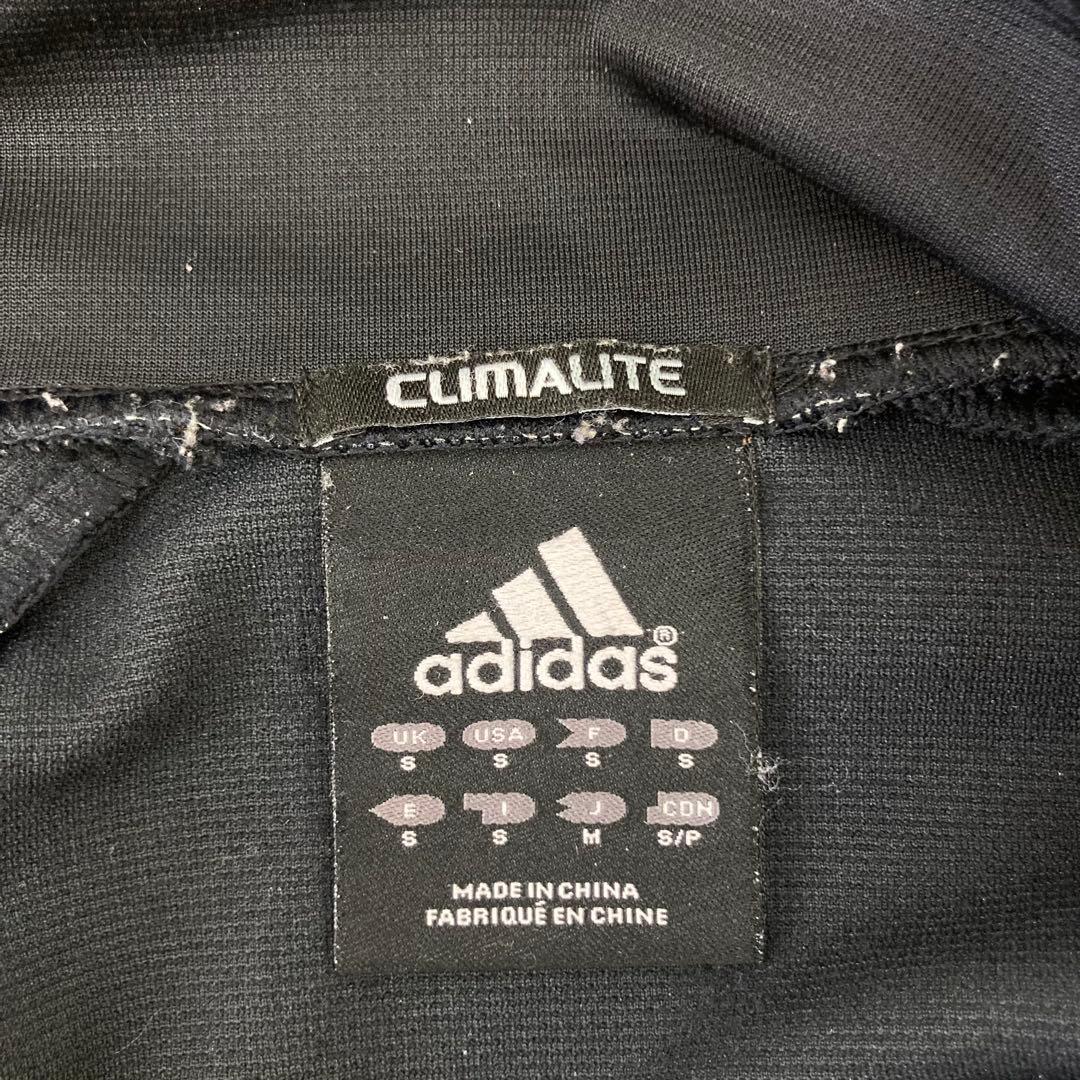 CLIMALITE
adidas®
UK USA F D
S S S S
E I J CDN
S S M S/P
MADE IN CHINA
FABRIQUÉ EN CHINE